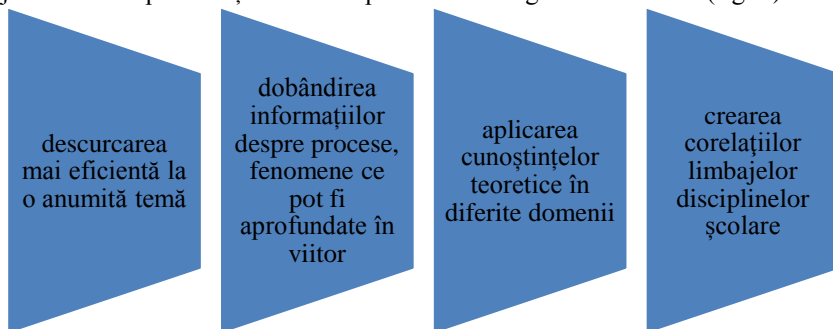 descurcarea
mai eficientă la
o anumită temă
dobândirea
informațiilor
despre procese,
fenomene ce
pot fi
aprofundate în
viitor
aplicarea
cunoștințelor
teoretice în
diferite domenii
crearea
corelațiilor
limbajelor
disciplinelor
școlare